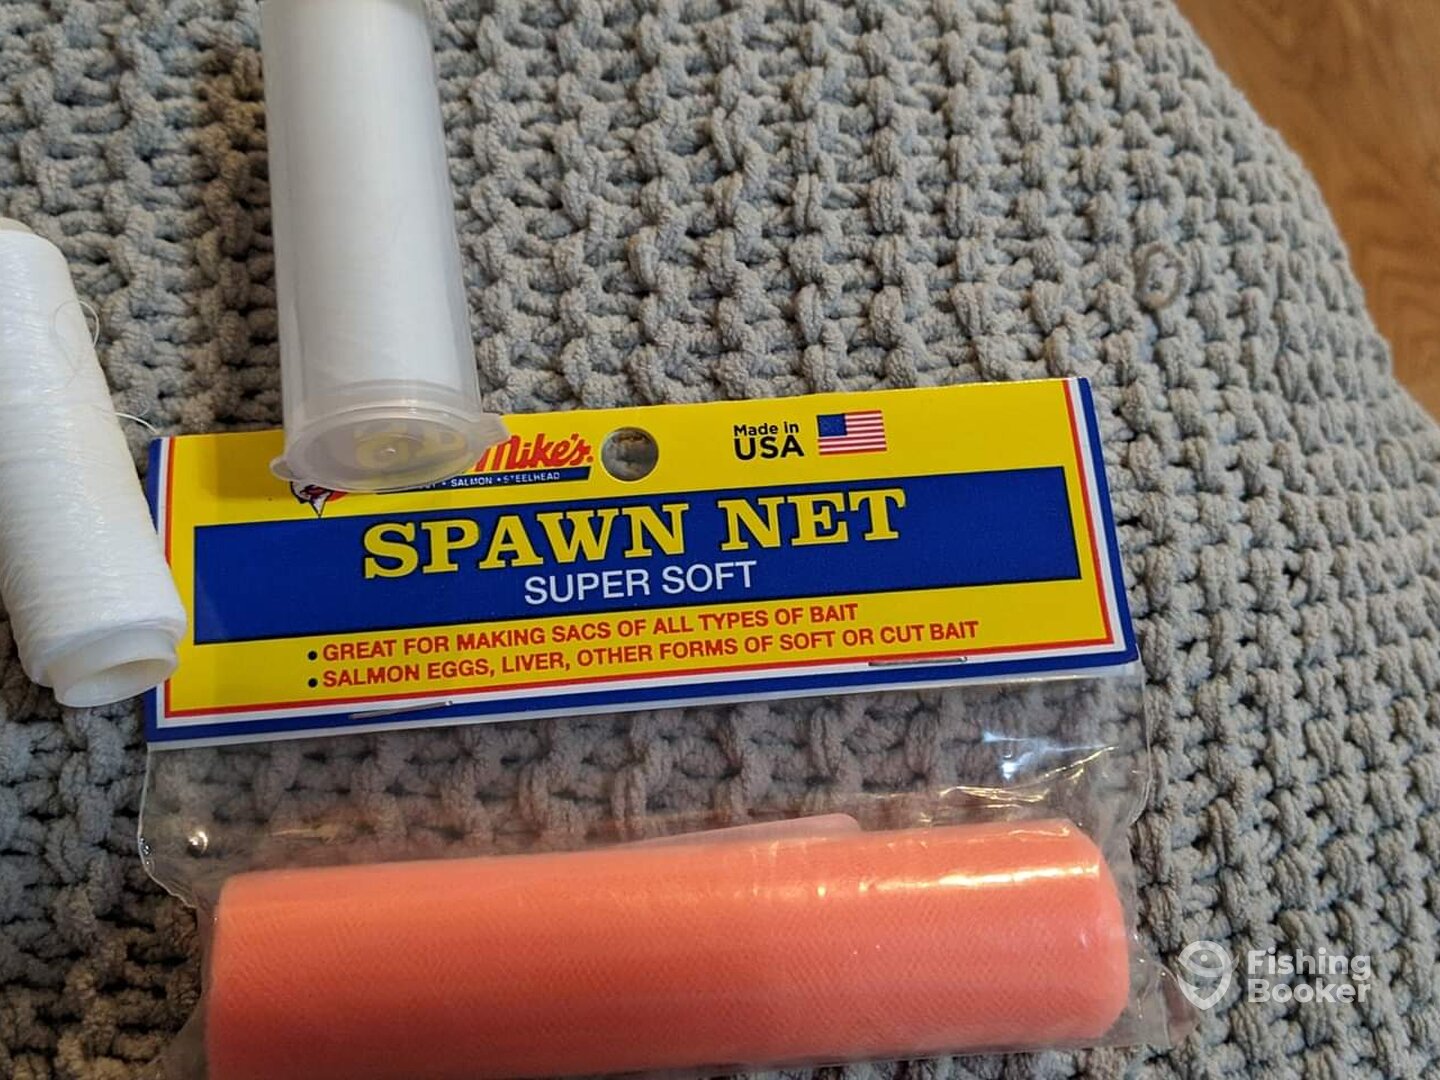 Mike's
SALMON • STEELHEAD
Made in
USA
SPAWN NET
SUPER SOFT
• GREAT FOR MAKING SACS OF ALL TYPES OF BAIT
• SALMON EGGS, LIVER, OTHER FORMS OF SOFT OR CUT BAIT
Fishing
Booker